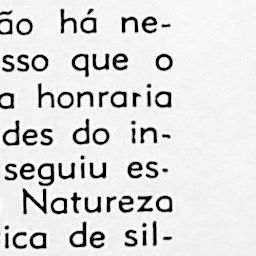 ão há ne-
sso que o
a honraria
des do in-
seguiu es-
Natureza
ica de sil-